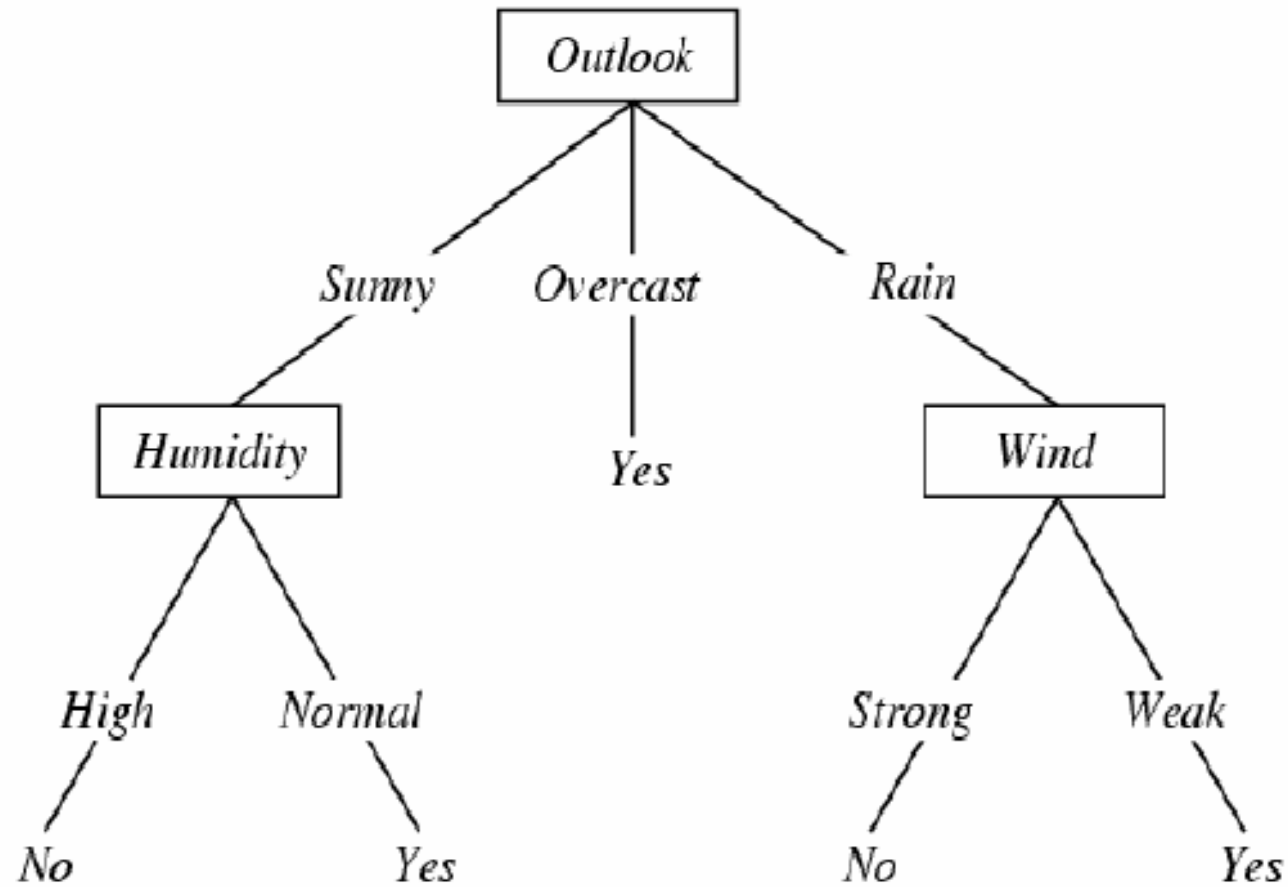 Outlook
Sunny Overcast Rain
Humidity Yes Wind
High Normal Strong Weak
No Yes No Yes